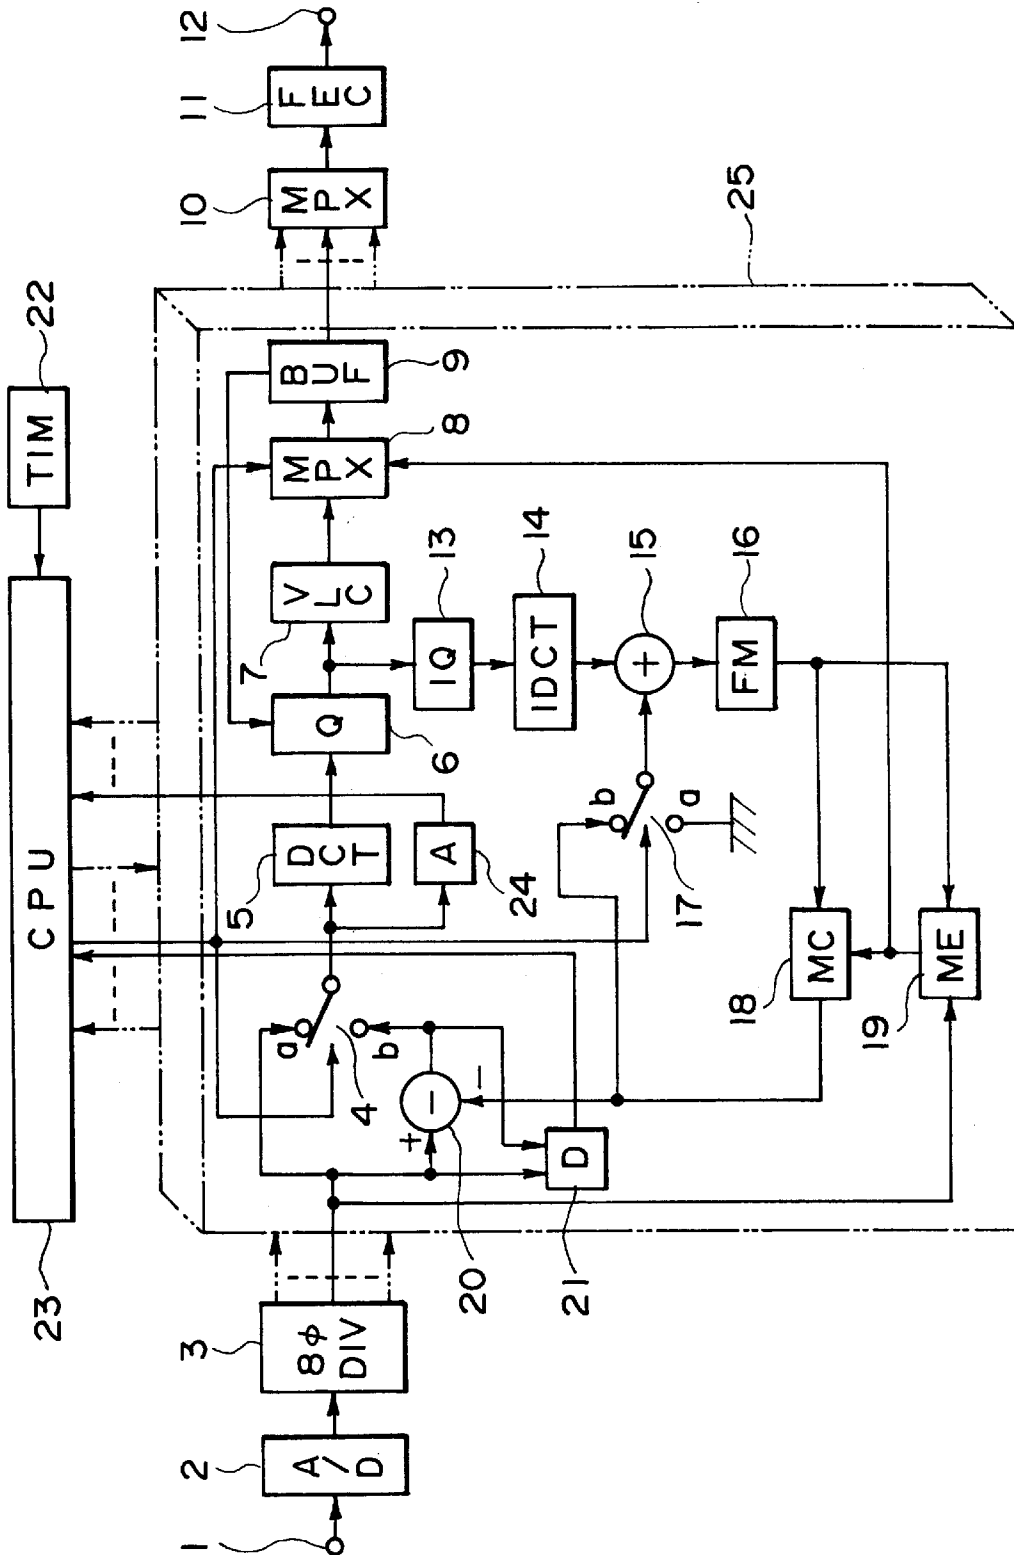 23
CPU
TIM
22
1
2
A/D
3
8φ
DIV
a
b
4
5
DCT
Q
6
7
VLC
MPX
8
BUF
9
10
MPX
11
FEC
12
25
+
−
−
20
D
21
A
24
IQ
13
IDCT
14
+
15
FM
16
b
a
17
18
MC
19
ME